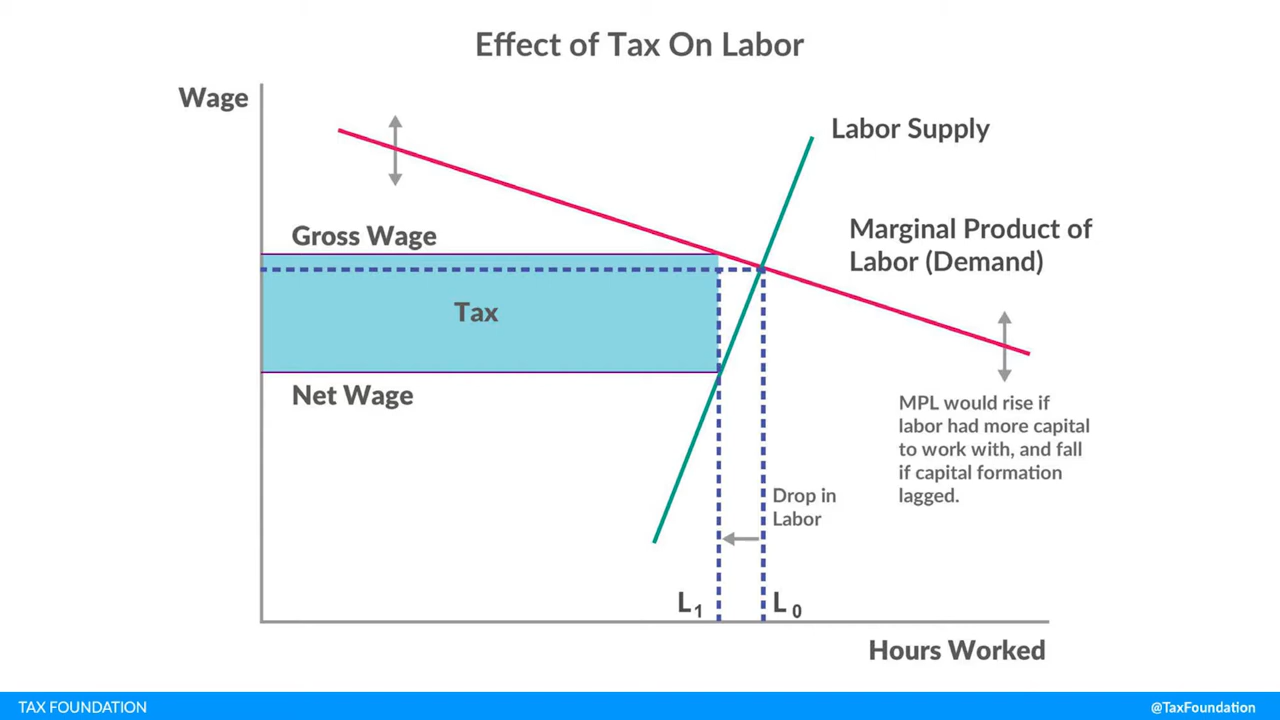 Effect of Tax On Labor
Wage
Labor Supply
Gross Wage
Marginal Product of
Labor (Demand)
Tax
Net Wage
MPL would rise if
labor had more capital
to work with, and fall
if capital formation
lagged.
Drop in
Labor
L1
L0
Hours Worked
TAX FOUNDATION
@TaxFoundation